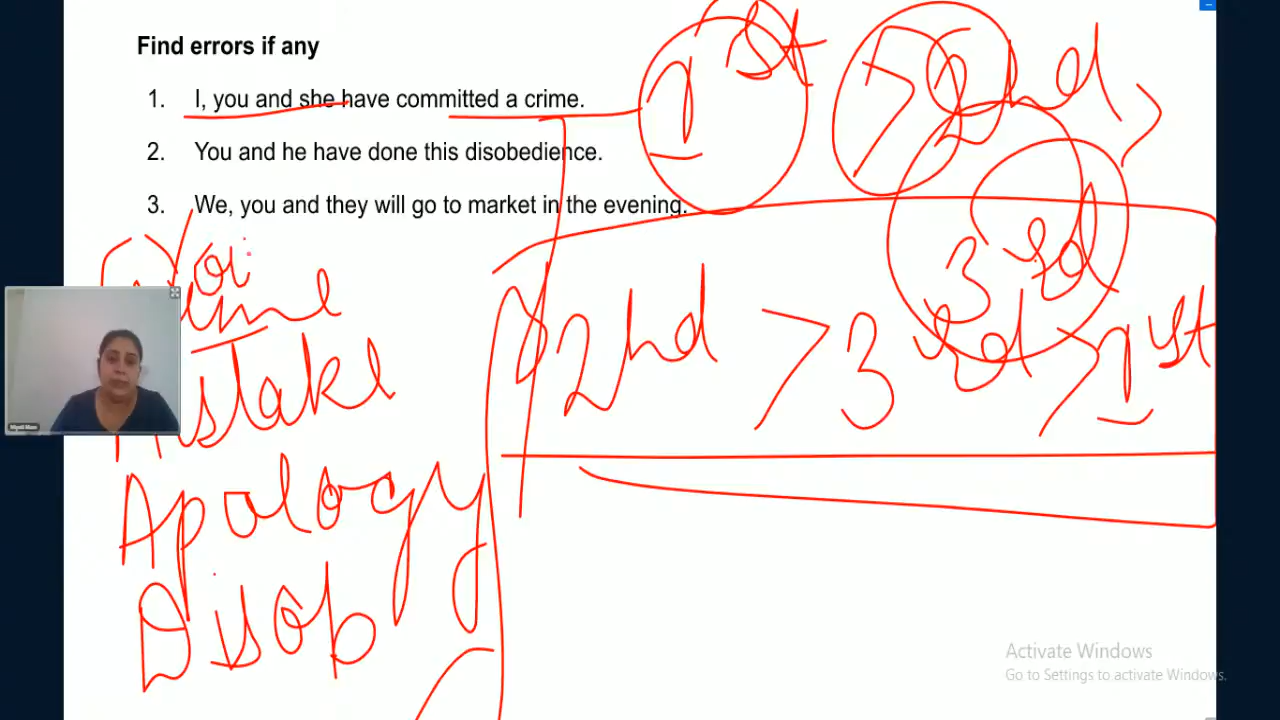 Find errors if any
1. I, you and she have committed a crime.
2. You and he have done this disobedience.
3. We, you and they will go to market in the evening.
1st > 2nd >
3rd
2nd > 3rd > 1st
Apology
Disob
Activate Windows
Go to Settings to activate Windows.